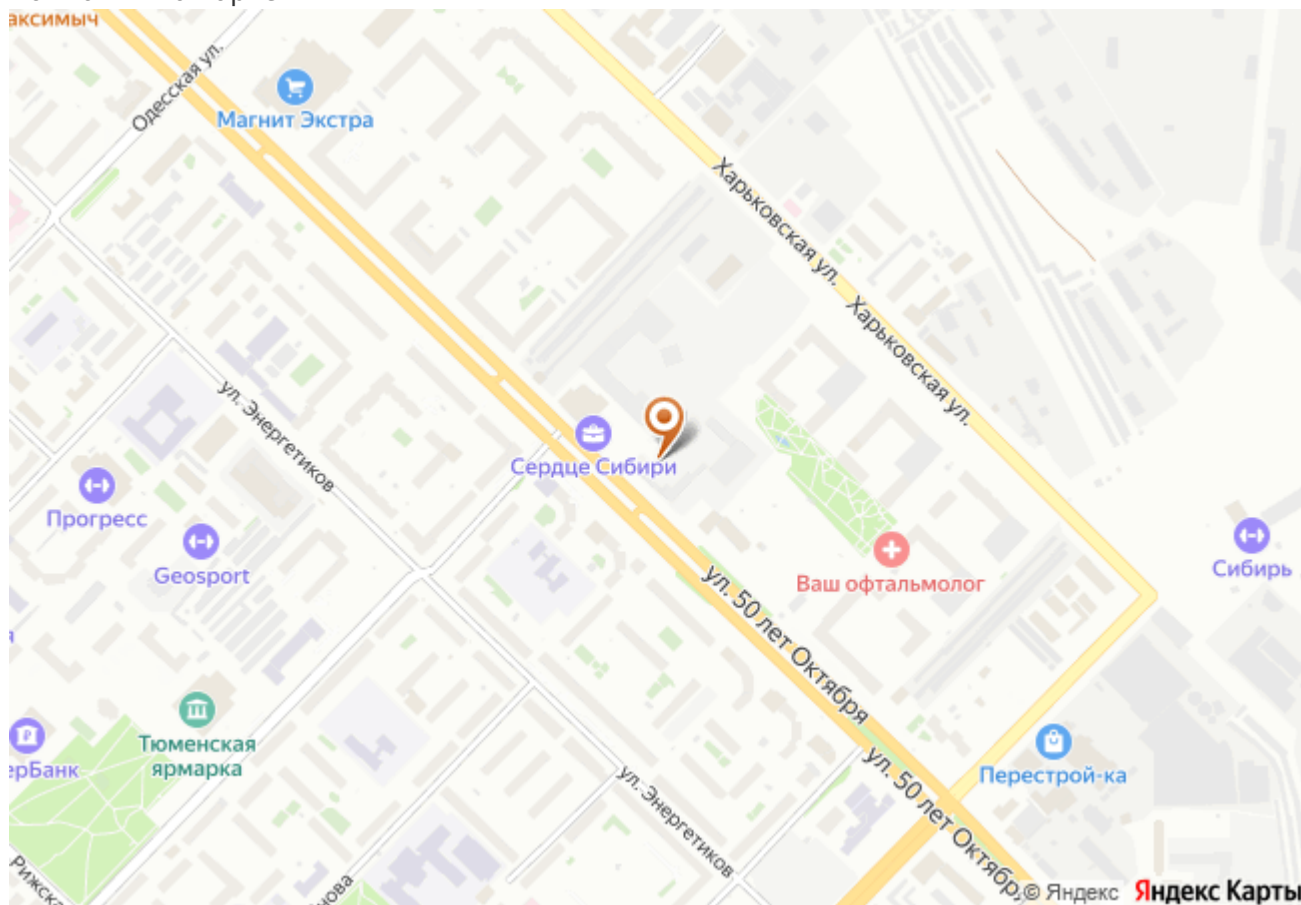 аксимыч
Одесская ул.
Магнит Экстра
Харьковская ул.
Харьковская ул.
ул. Энергетиков
Сердце Сибири
Прогресс
Geosport
Ваш офтальмолог
Сибирь
ул. 50 лет Октября
Тюменская
ярмарка
ерБанк
Перестрой-ка
ул. 50 лет Октябр
ул. Энергетиков
Рижска
нова
© Яндекс Яндекс Карты